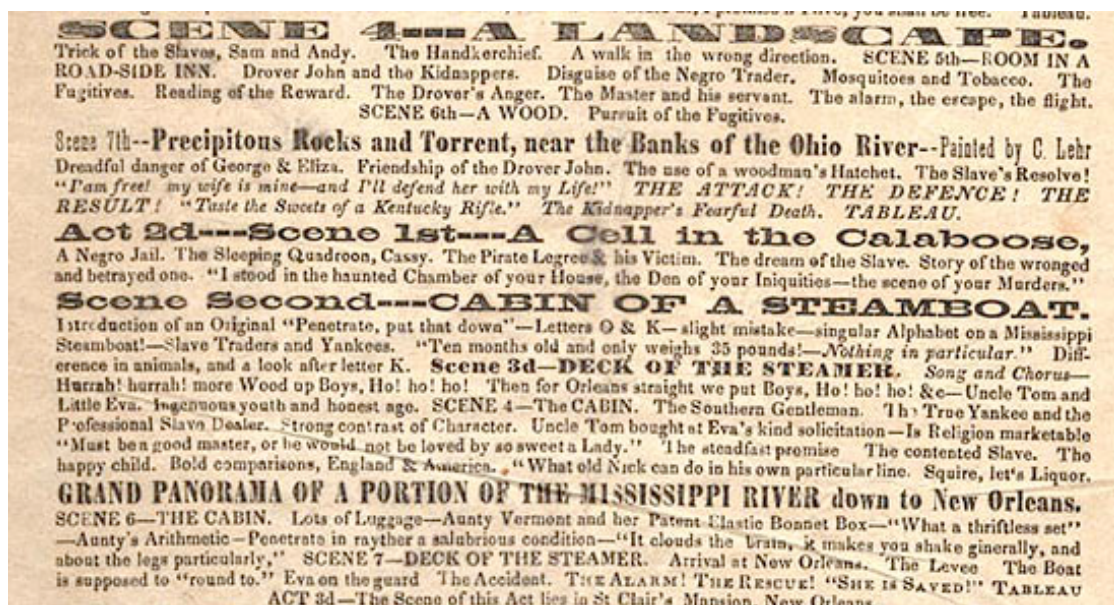 you shall be free. Tableau.
SCENE 4---A LANDSCAPE.
Trick of the Slaves, Sam and Andy. The Handkerchief. A walk in the wrong direction. SCENE 5th—ROOM IN A
ROAD-SIDE INN. Drover John and the Kidnappers. Disguise of the Negro Trader. Mosquitoes and Tobacco. The
Fugitives. Reading of the Reward. The Drover's Anger. The Master and his servant. The alarm, the escape, the flight.
SCENE 6th—A WOOD. Pursuit of the Fugitives.
Scene 7th--Precipitous Rocks and Torrent, near the Banks of the Ohio River--Painted by C. Lehr
Dreadful danger of George & Eliza. Friendship of the Drover John. The use of a woodman's Hatchet. The Slave's Resolve!
"I'am free! my wife is mine—and I'll defend her with my Life!" THE ATTACK! THE DEFENCE! THE
RESULT! "Taste the Sweets of a Kentucky Rifle." The Kidnapper's Fearful Death. TABLEAU.
Act 2d---Scene 1st---A Cell in the Calaboose,
A Negro Jail. The Sleeping Quadroon, Cassy. The Pirate Legree & his Victim. The dream of the Slave. Story of the wronged
and betrayed one. "I stood in the haunted Chamber of your House, the Den of your Iniquities—the scene of your Murders."
Scene Second---CABIN OF A STEAMBOAT.
Introduction of an Original "Penetrate, put that down"—Letters O & K—slight mistake—singular Alphabet on a Mississippi
Steamboat!—Slave Traders and Yankees. "Ten months old and only weighs 35 pounds!—Nothing in particular." Diff-
erence in animals, and a look after letter K. Scene 3d—DECK OF THE STEAMER. Song and Chorus—
Hurrah! hurrah! more Wood up Boys, Ho! ho! ho! Then for Orleans straight we put Boys, Ho! ho! ho! &c—Uncle Tom and
Little Eva. Ingenuous youth and honest age. SCENE 4—The CABIN. The Southern Gentleman. The True Yankee and the
Professional Slave Dealer. Strong contrast of Character. Uncle Tom bought at Eva's kind solicitation—Is Religion marketable
"Must be a good master, or he would not be loved by so sweet a Lady." The steadfast promise The contented Slave. The
happy child. Bold comparisons, England & America. "What old Nick can do in his own particular line. Squire, let's Liquor.
GRAND PANORAMA OF A PORTION OF THE MISSISSIPPI RIVER down to New Orleans.
SCENE 6—THE CABIN. Lots of Luggage—Aunty Vermont and her Patent Elastic Bonnet Box—"What a thriftless set"
—Aunty's Arithmetic—Penetrate in rayther a salubrious condition—"It clouds the brain, it makes you shake ginerally, and
about the legs particularly," SCENE 7—DECK OF THE STEAMER. Arrival at New Orleans. The Levee The Boat
is supposed to "round to." Eva on the guard The Accident. THE ALARM! THE RESCUE! "SHE IS SAVED!" TABLEAU
ACT 3d—The Scene of this Act lies in St Clair's Mansion, New Orleans